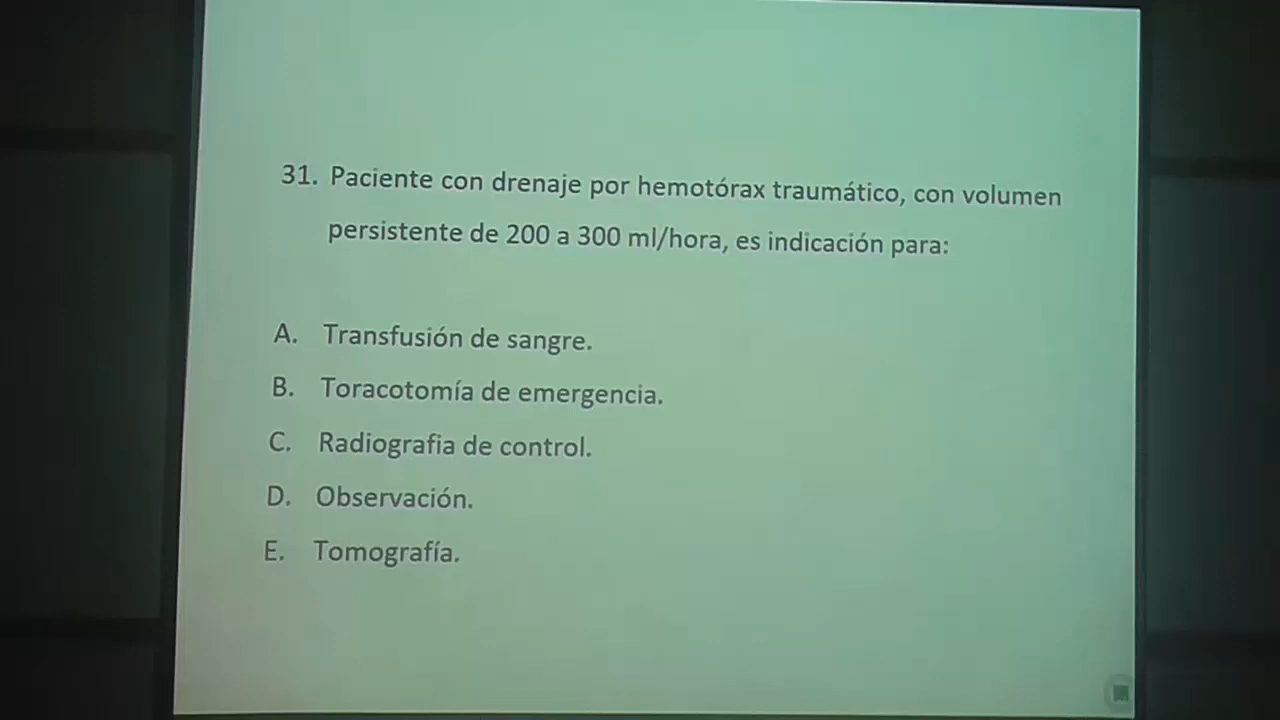 31. Paciente con drenaje por hemotórax traumático, con volumen
persistente de 200 a 300 ml/hora, es indicación para:
A. Transfusión de sangre.
B. Toracotomía de emergencia.
C. Radiografia de control.
D. Observación.
E. Tomografía.